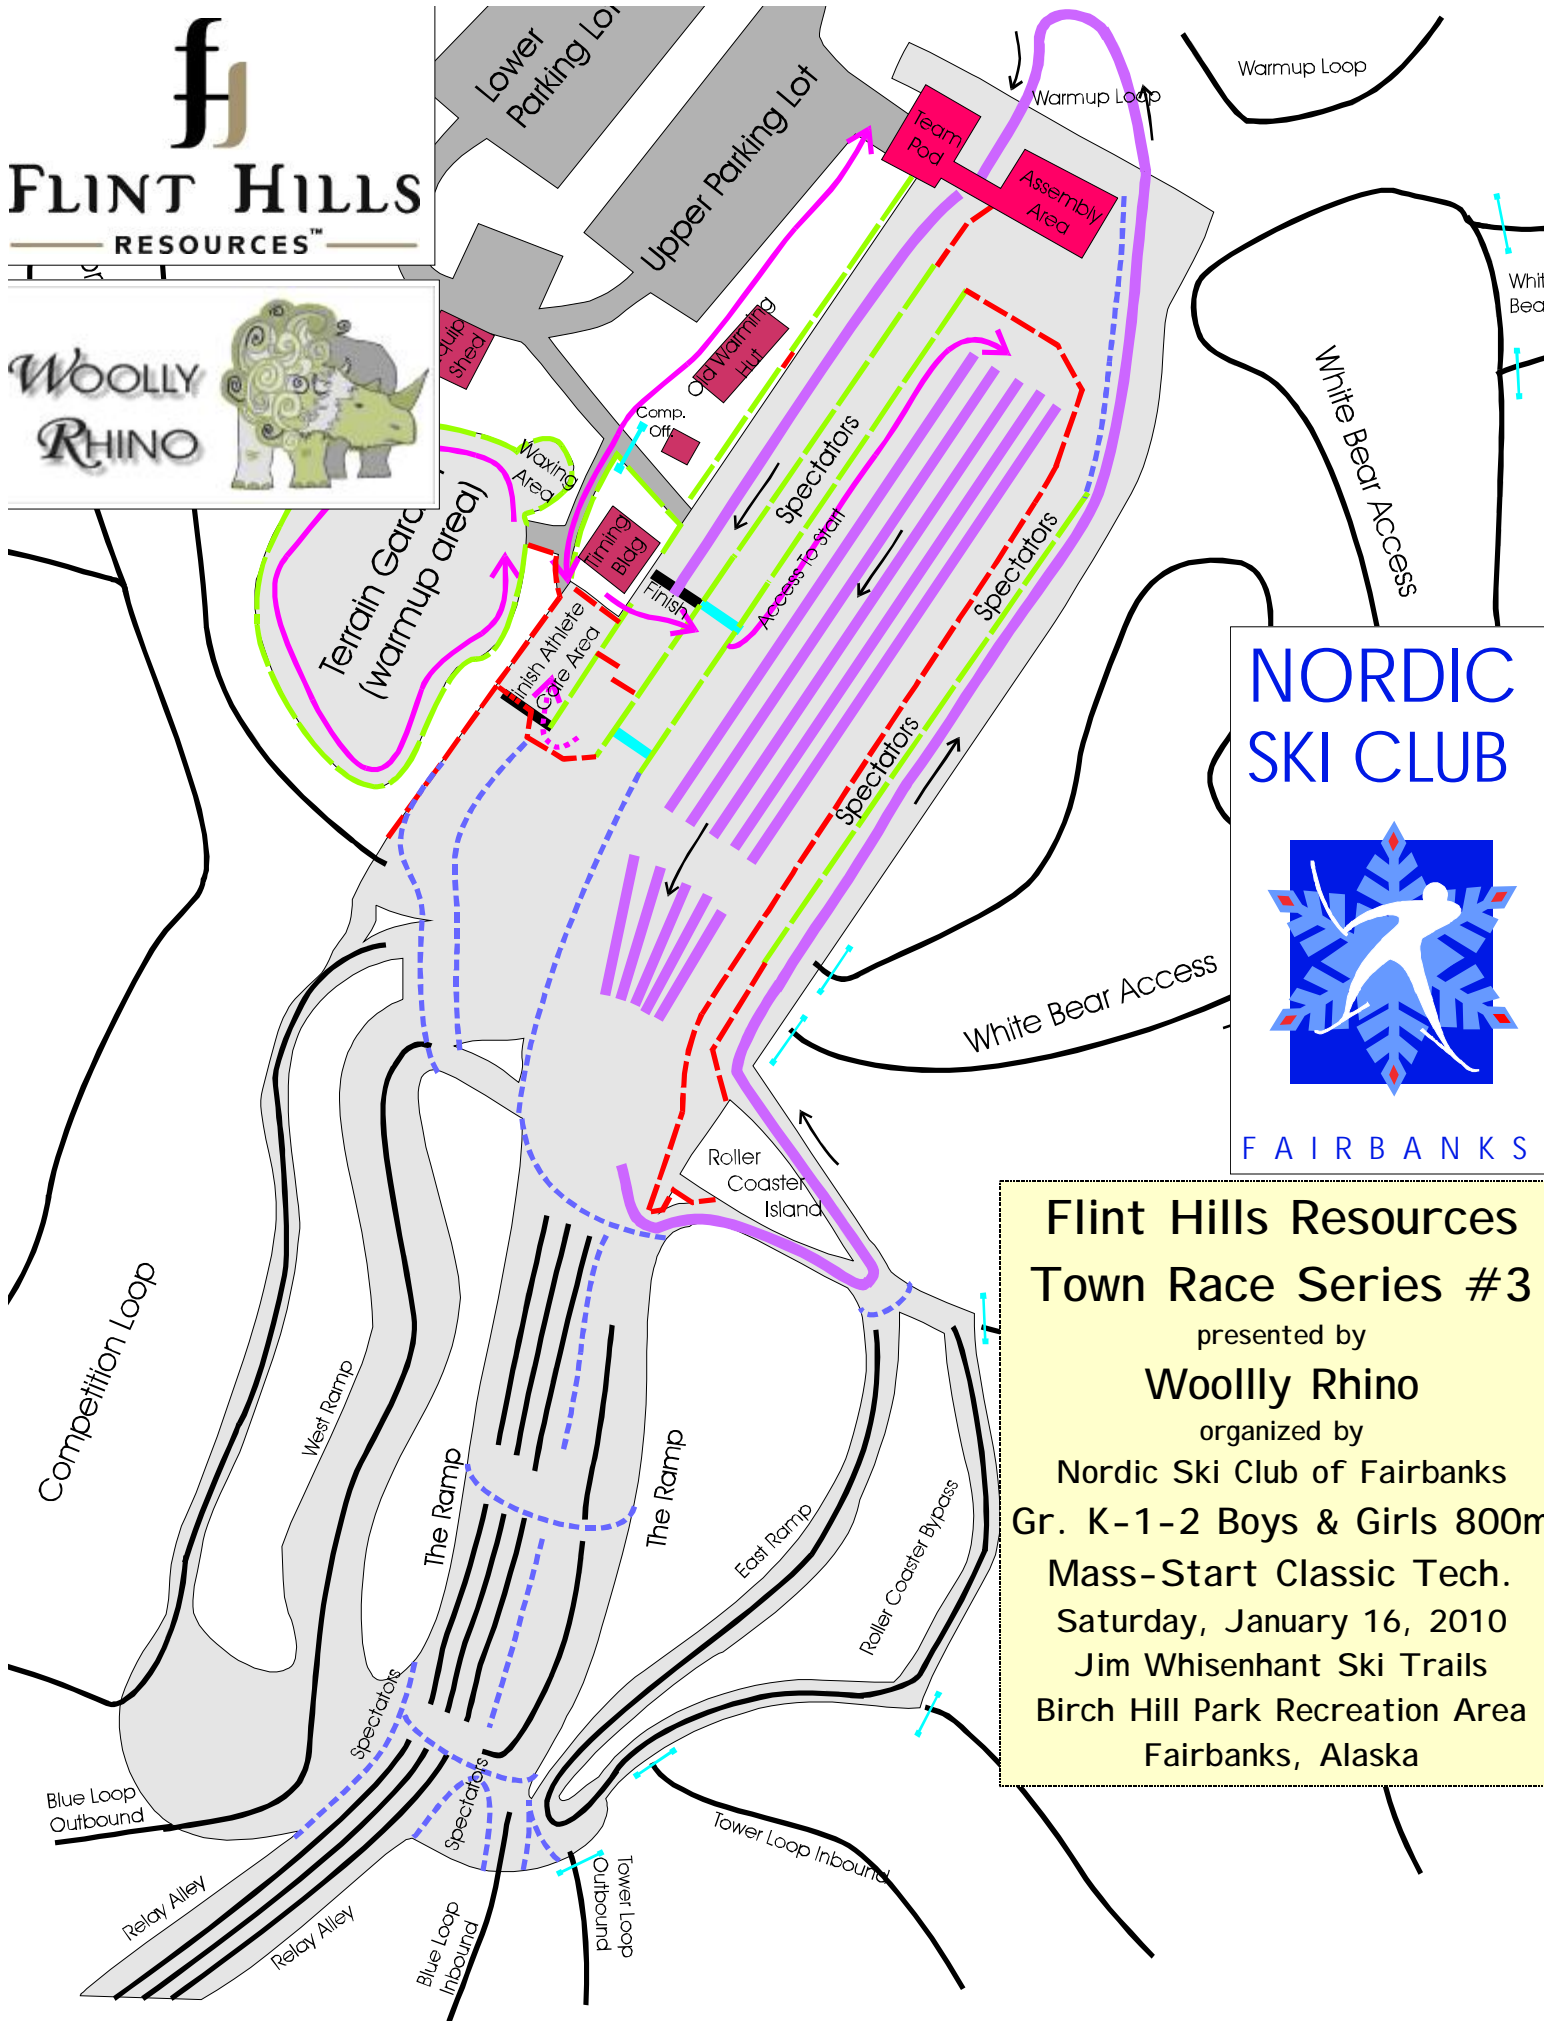 FLINT HILLS
RESOURCES™
WOOLLY
RHINO
Lower
Parking Lot
Upper Parking Lot
Team
Pod
Assembly
Area
Warmup Loop
Warmup Loop
White Bear Access
White Bear Access
Old Warming
Hut
Comp.
Off.
Waxing
Area
Timing
Bldg
Finish
Terrain
(warmup area)
Finish Athlete
Care Area
Access To Start
Spectators
Spectators
Spectators
NORDIC
SKI CLUB
FAIRBANKS
Roller
Coaster
Island
Competition Loop
West Ramp
The Ramp
The Ramp
East Ramp
Roller Coaster Bypass
Spectators
Spectators
Blue Loop
Outbound
Relay Alley
Relay Alley
Blue Loop
Inbound
Tower Loop
Outbound
Tower Loop Inbound
Flint Hills Resources
Town Race Series #3
presented by
Woollly Rhino
organized by
Nordic Ski Club of Fairbanks
Gr. K-1-2 Boys & Girls 800m
Mass-Start Classic Tech.
Saturday, January 16, 2010
Jim Whisenhant Ski Trails
Birch Hill Park Recreation Area
Fairbanks, Alaska